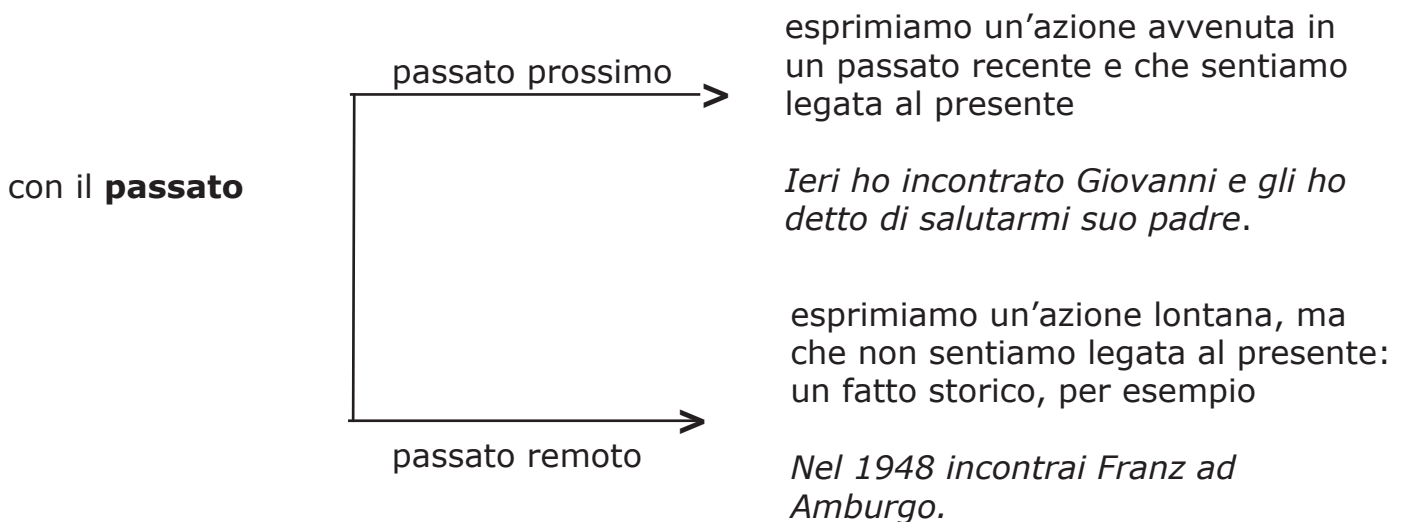 con il passato
passato prossimo
esprimiamo un’azione avvenuta in
un passato recente e che sentiamo
legata al presente
Ieri ho incontrato Giovanni e gli ho
detto di salutarmi suo padre.
passato remoto
esprimiamo un’azione lontana, ma
che non sentiamo legata al presente:
un fatto storico, per esempio
Nel 1948 incontrai Franz ad
Amburgo.